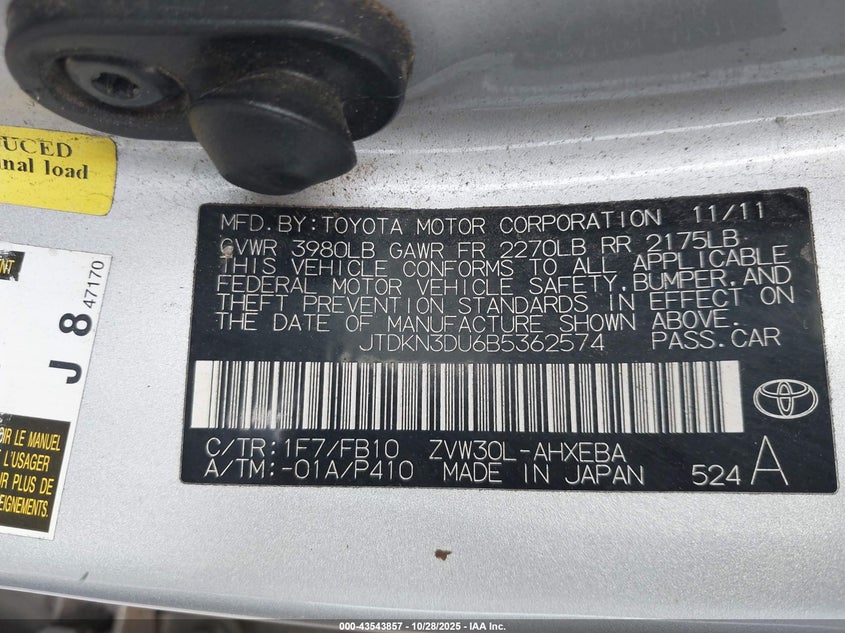 UCED
nal load
ENT
J 8
47170
OIR LE MANUEL
L'USAGER
UR PLUS DE
EIGNEMENTS.
MFD.BY:TOYOTA MOTOR CORPORATION 11/11
GVWR 3980LB GAWR FR 2270LB RR 2175LB
THIS VEHICLE CONFORMS TO ALL APPLICABLE
FEDERAL MOTOR VEHICLE SAFETY,BUMPER,AND
THEFT PREVENTION STANDARDS IN EFFECT ON
THE DATE OF MANUFACTURE SHOWN ABOVE.
JTDKN3DU6B5362574 PASS.CAR
C/TR:1F7/FB10 ZVW30L-AHXEBA
A/TM:-01A/P410 MADE IN JAPAN 524 A
000-43543857 - 10/28/2025 - IAA Inc.